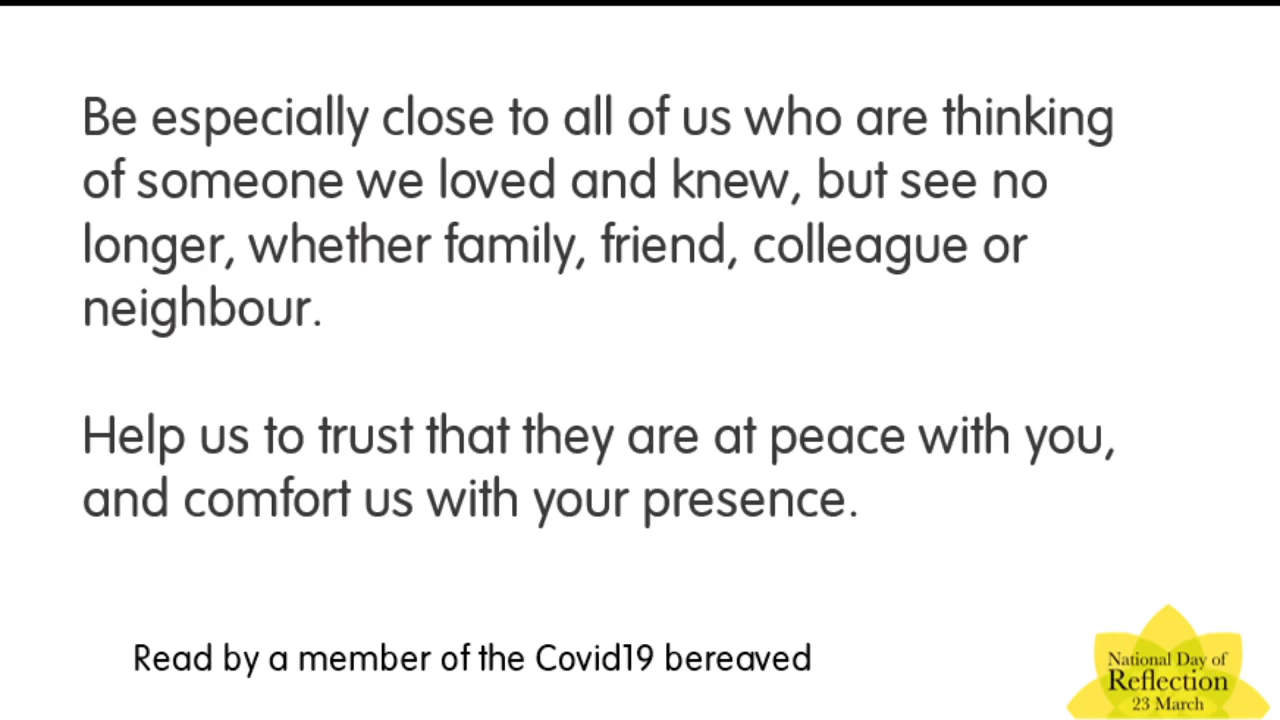 Be especially close to all of us who are thinking
of someone we loved and knew, but see no
longer, whether family, friend, colleague or
neighbour.
Help us to trust that they are at peace with you,
and comfort us with your presence.
Read by a member of the Covid19 bereaved
National Day of
Reflection
23 March